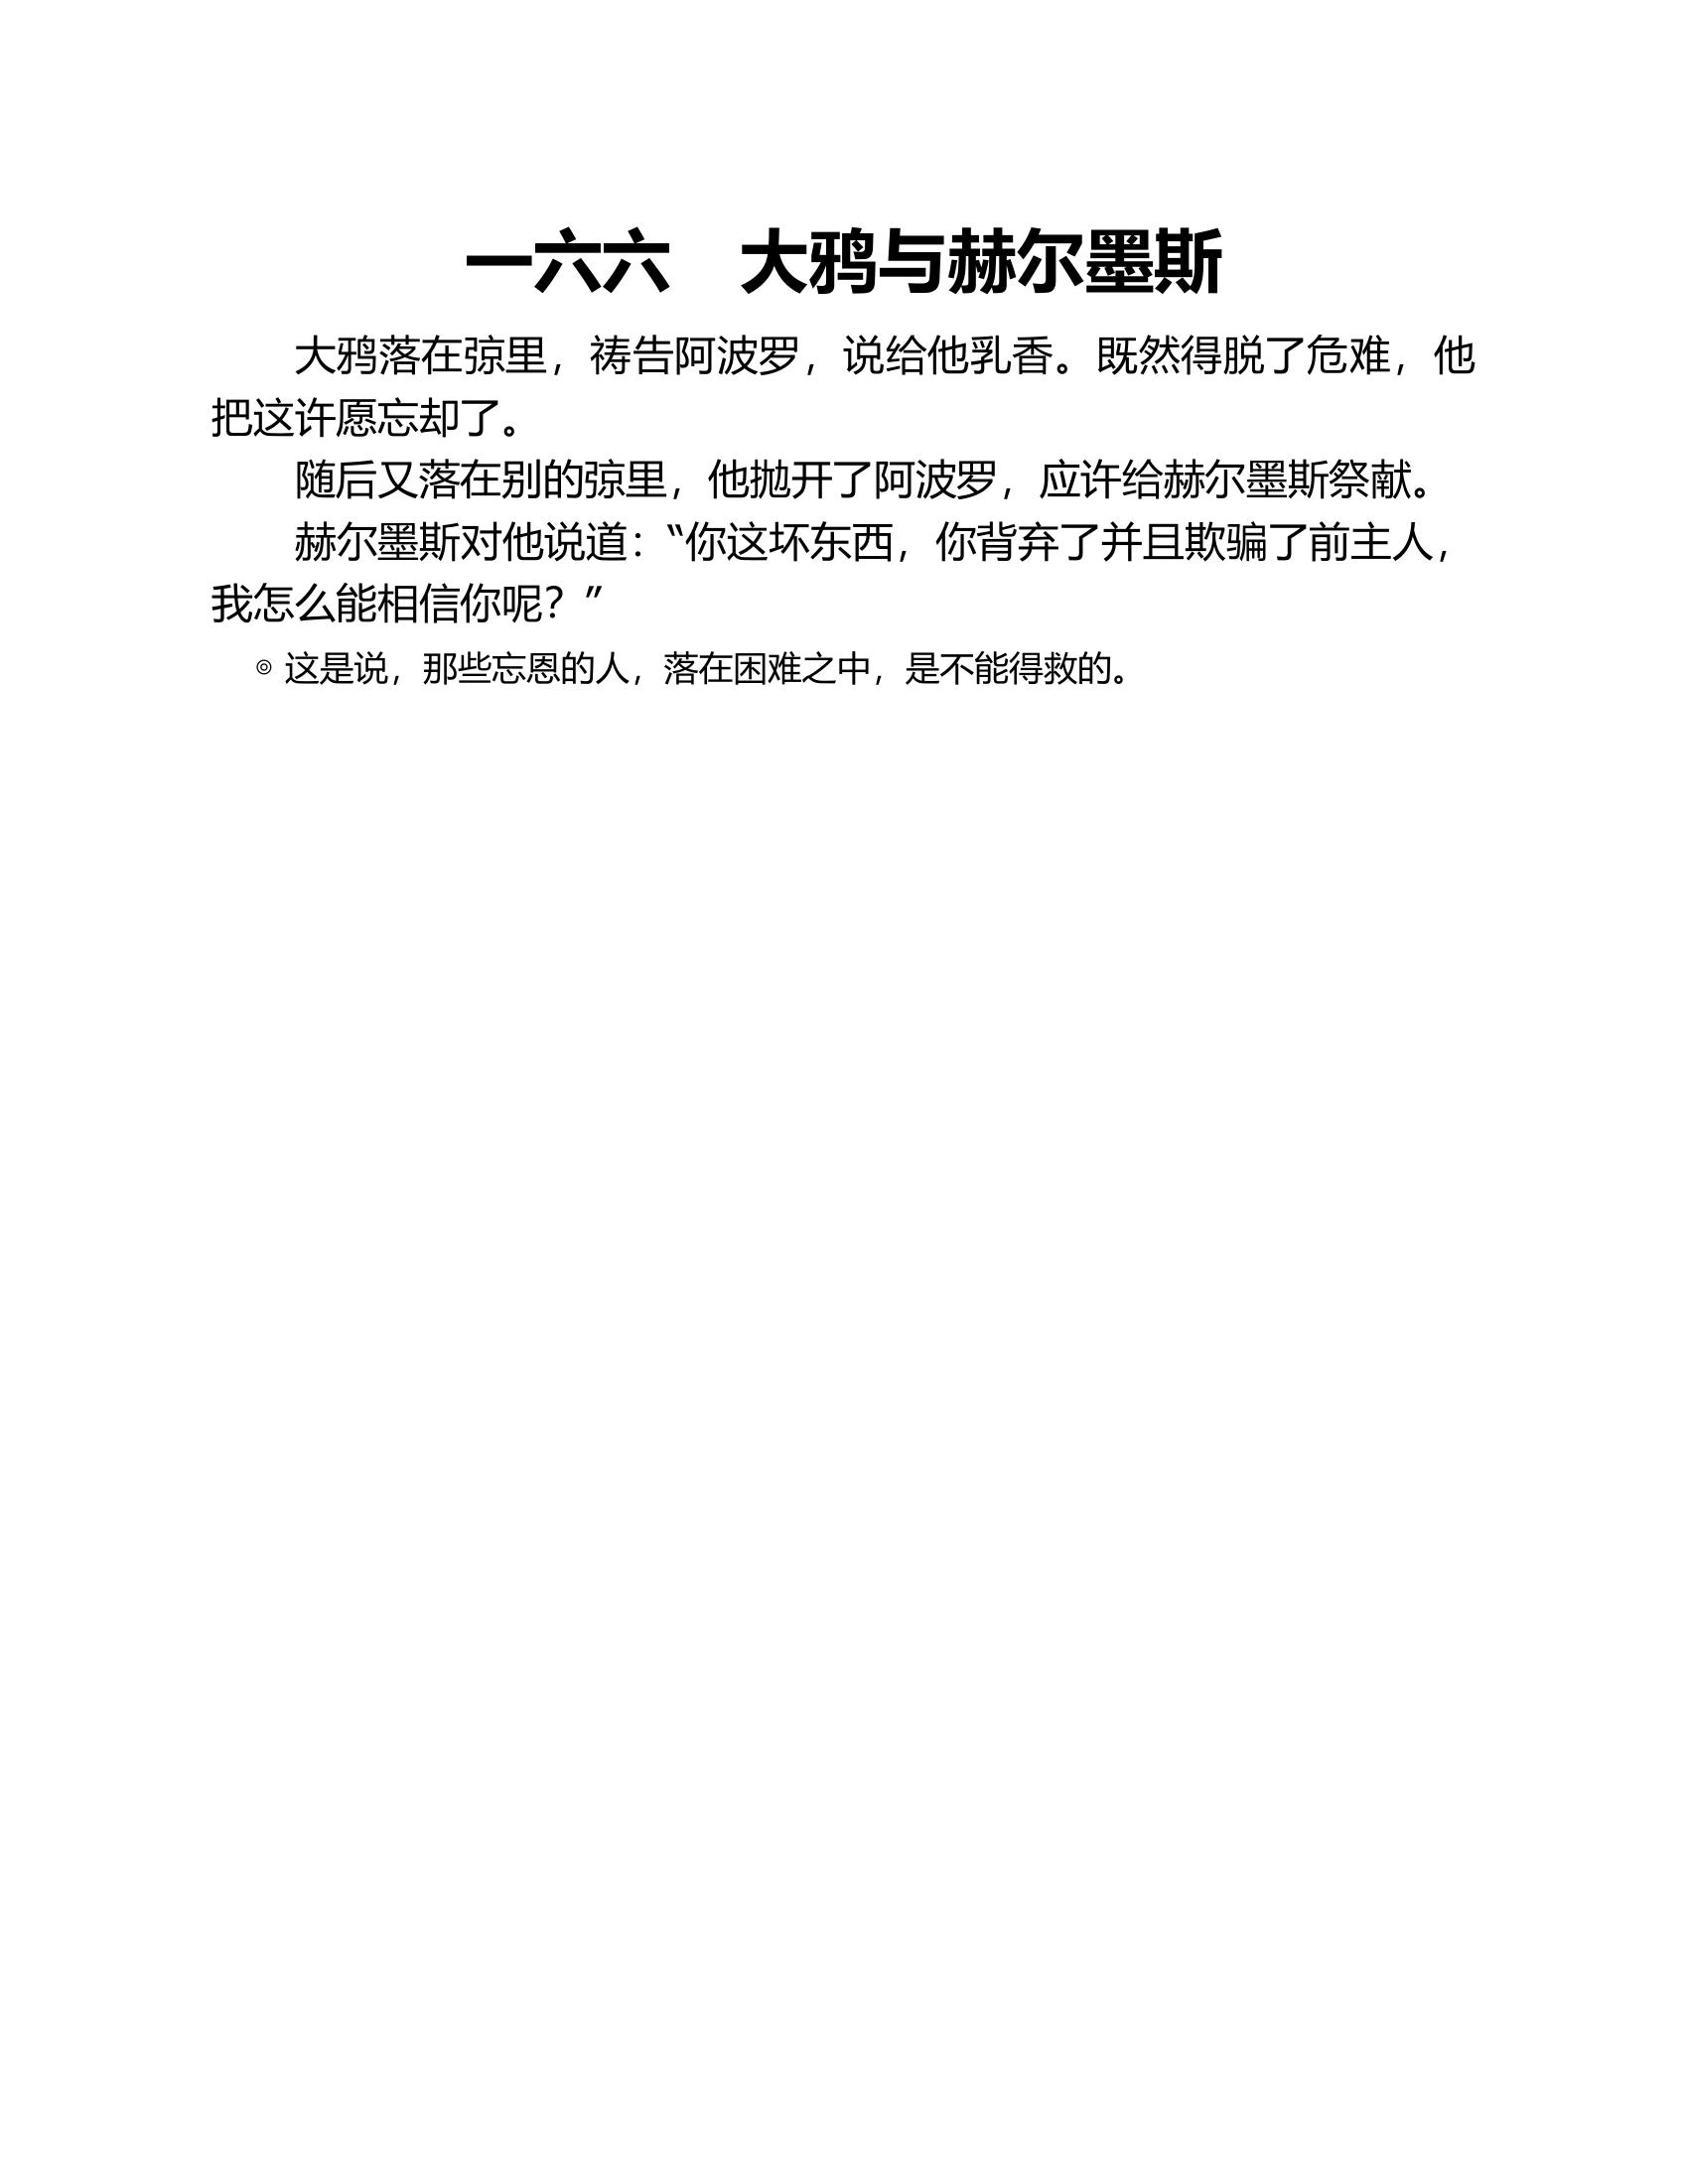 一六六　大鸦与赫尔墨斯
大鸦落在弶里，祷告阿波罗，说给他乳香。既然得脱了危难，他
把这许愿忘却了。
随后又落在别的弶里，他抛开了阿波罗，应许给赫尔墨斯祭献。
赫尔墨斯对他说道：“你这坏东西，你背弃了并且欺骗了前主人，
我怎么能相信你呢？”
◎ 这是说，那些忘恩的人，落在困难之中，是不能得救的。